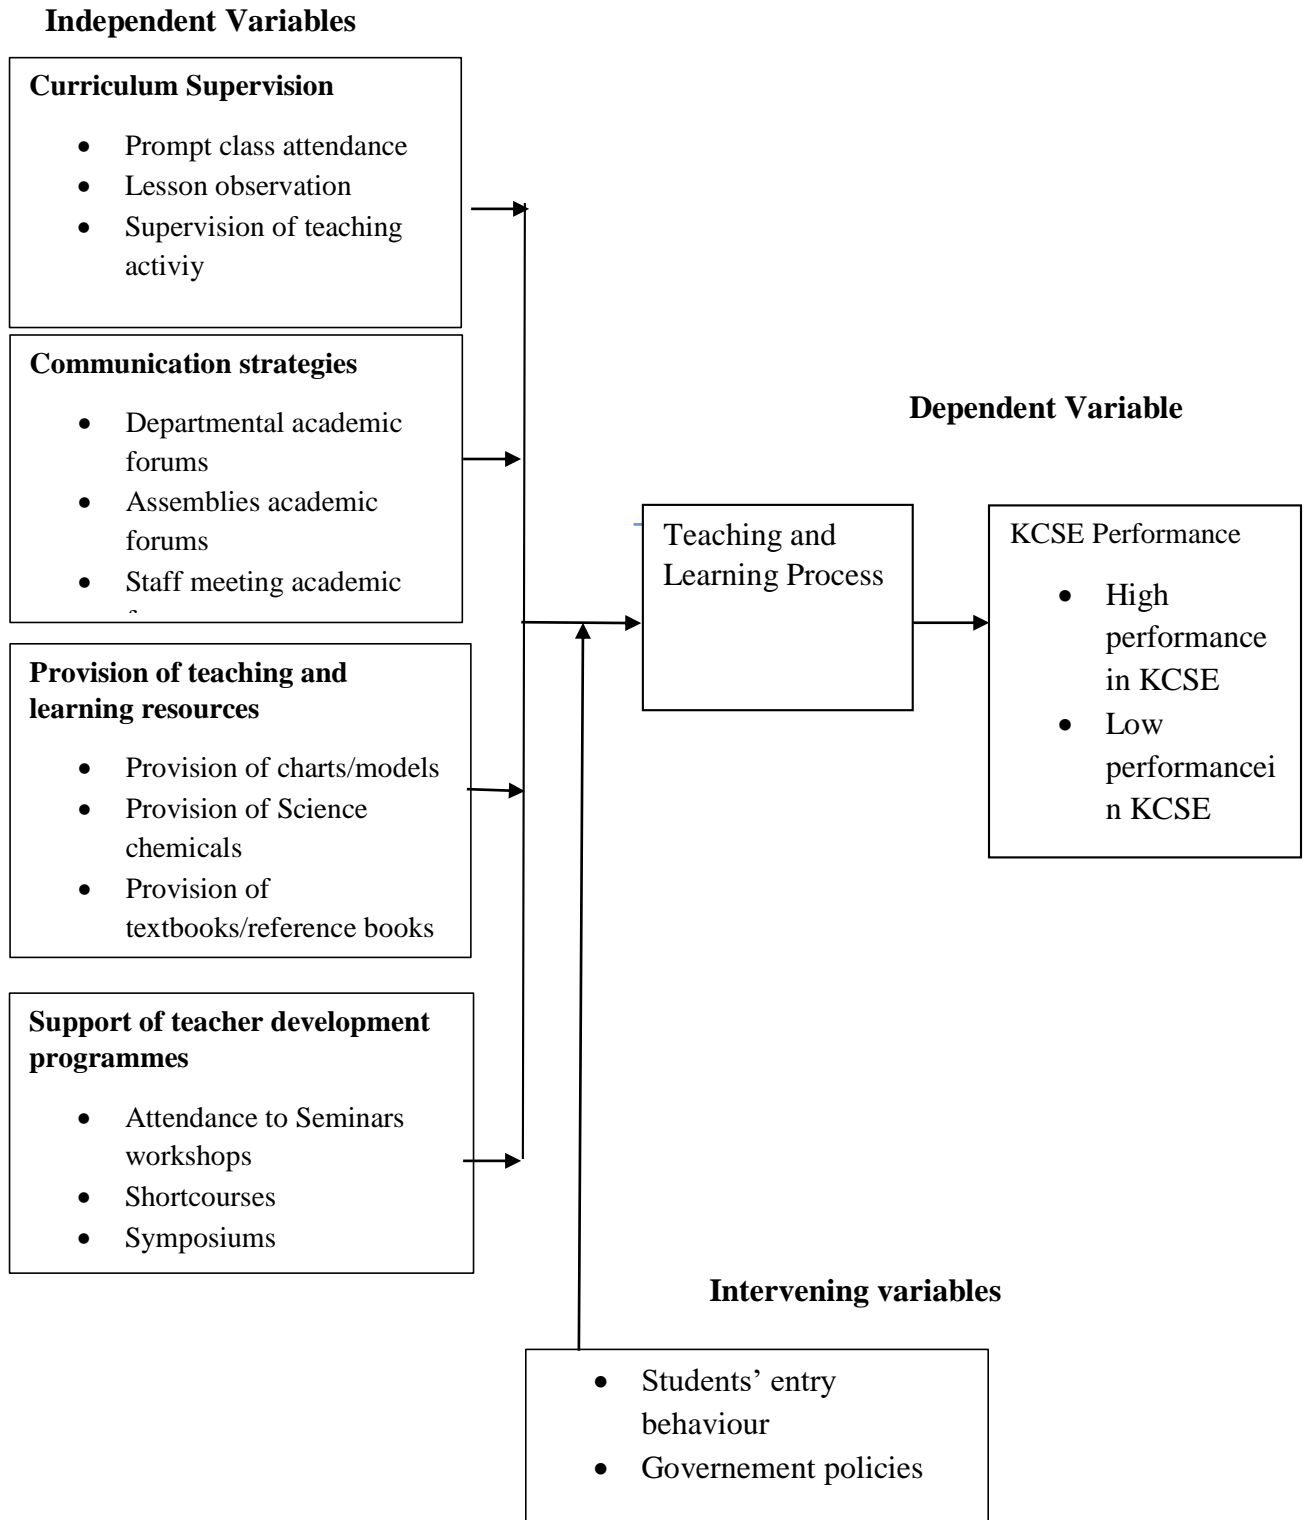 Independent Variables
Curriculum Supervision
• Prompt class attendance
• Lesson observation
• Supervision of teaching
activiy
Communication strategies
• Departmental academic
forums
• Assemblies academic
forums
• Staff meeting academic
Provision of teaching and
learning resources
• Provision of charts/models
• Provision of Science
chemicals
• Provision of
textbooks/reference books
Support of teacher development
programmes
• Attendance to Seminars
workshops
• Shortcourses
• Symposiums
Teaching and
Learning Process
Dependent Variable
KCSE Performance
• High
performance
in KCSE
• Low
performancei
n KCSE
Intervening variables
• Students’ entry
behaviour
• Governement policies